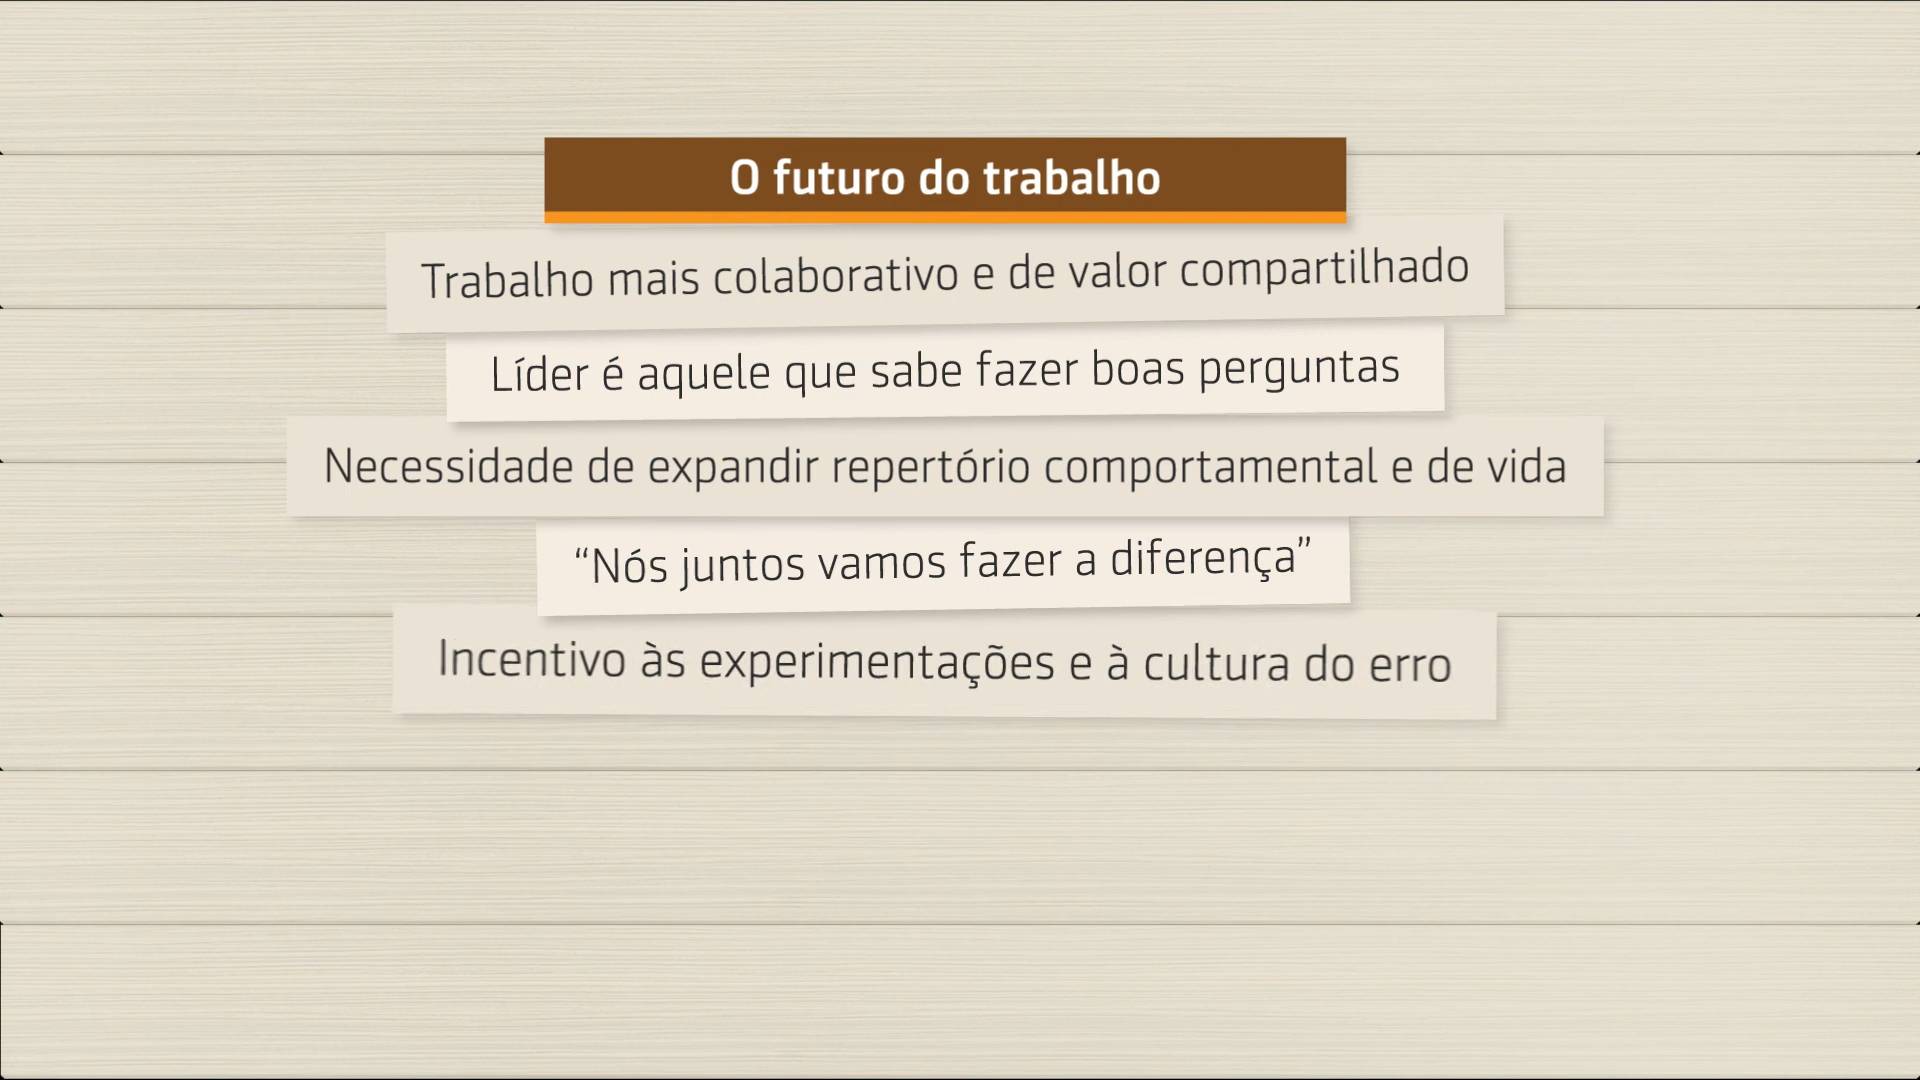 O futuro do trabalho
Trabalho mais colaborativo e de valor compartilhado
Líder é aquele que sabe fazer boas perguntas
Necessidade de expandir repertório comportamental e de vida
“Nós juntos vamos fazer a diferença”
Incentivo às experimentações e à cultura do erro